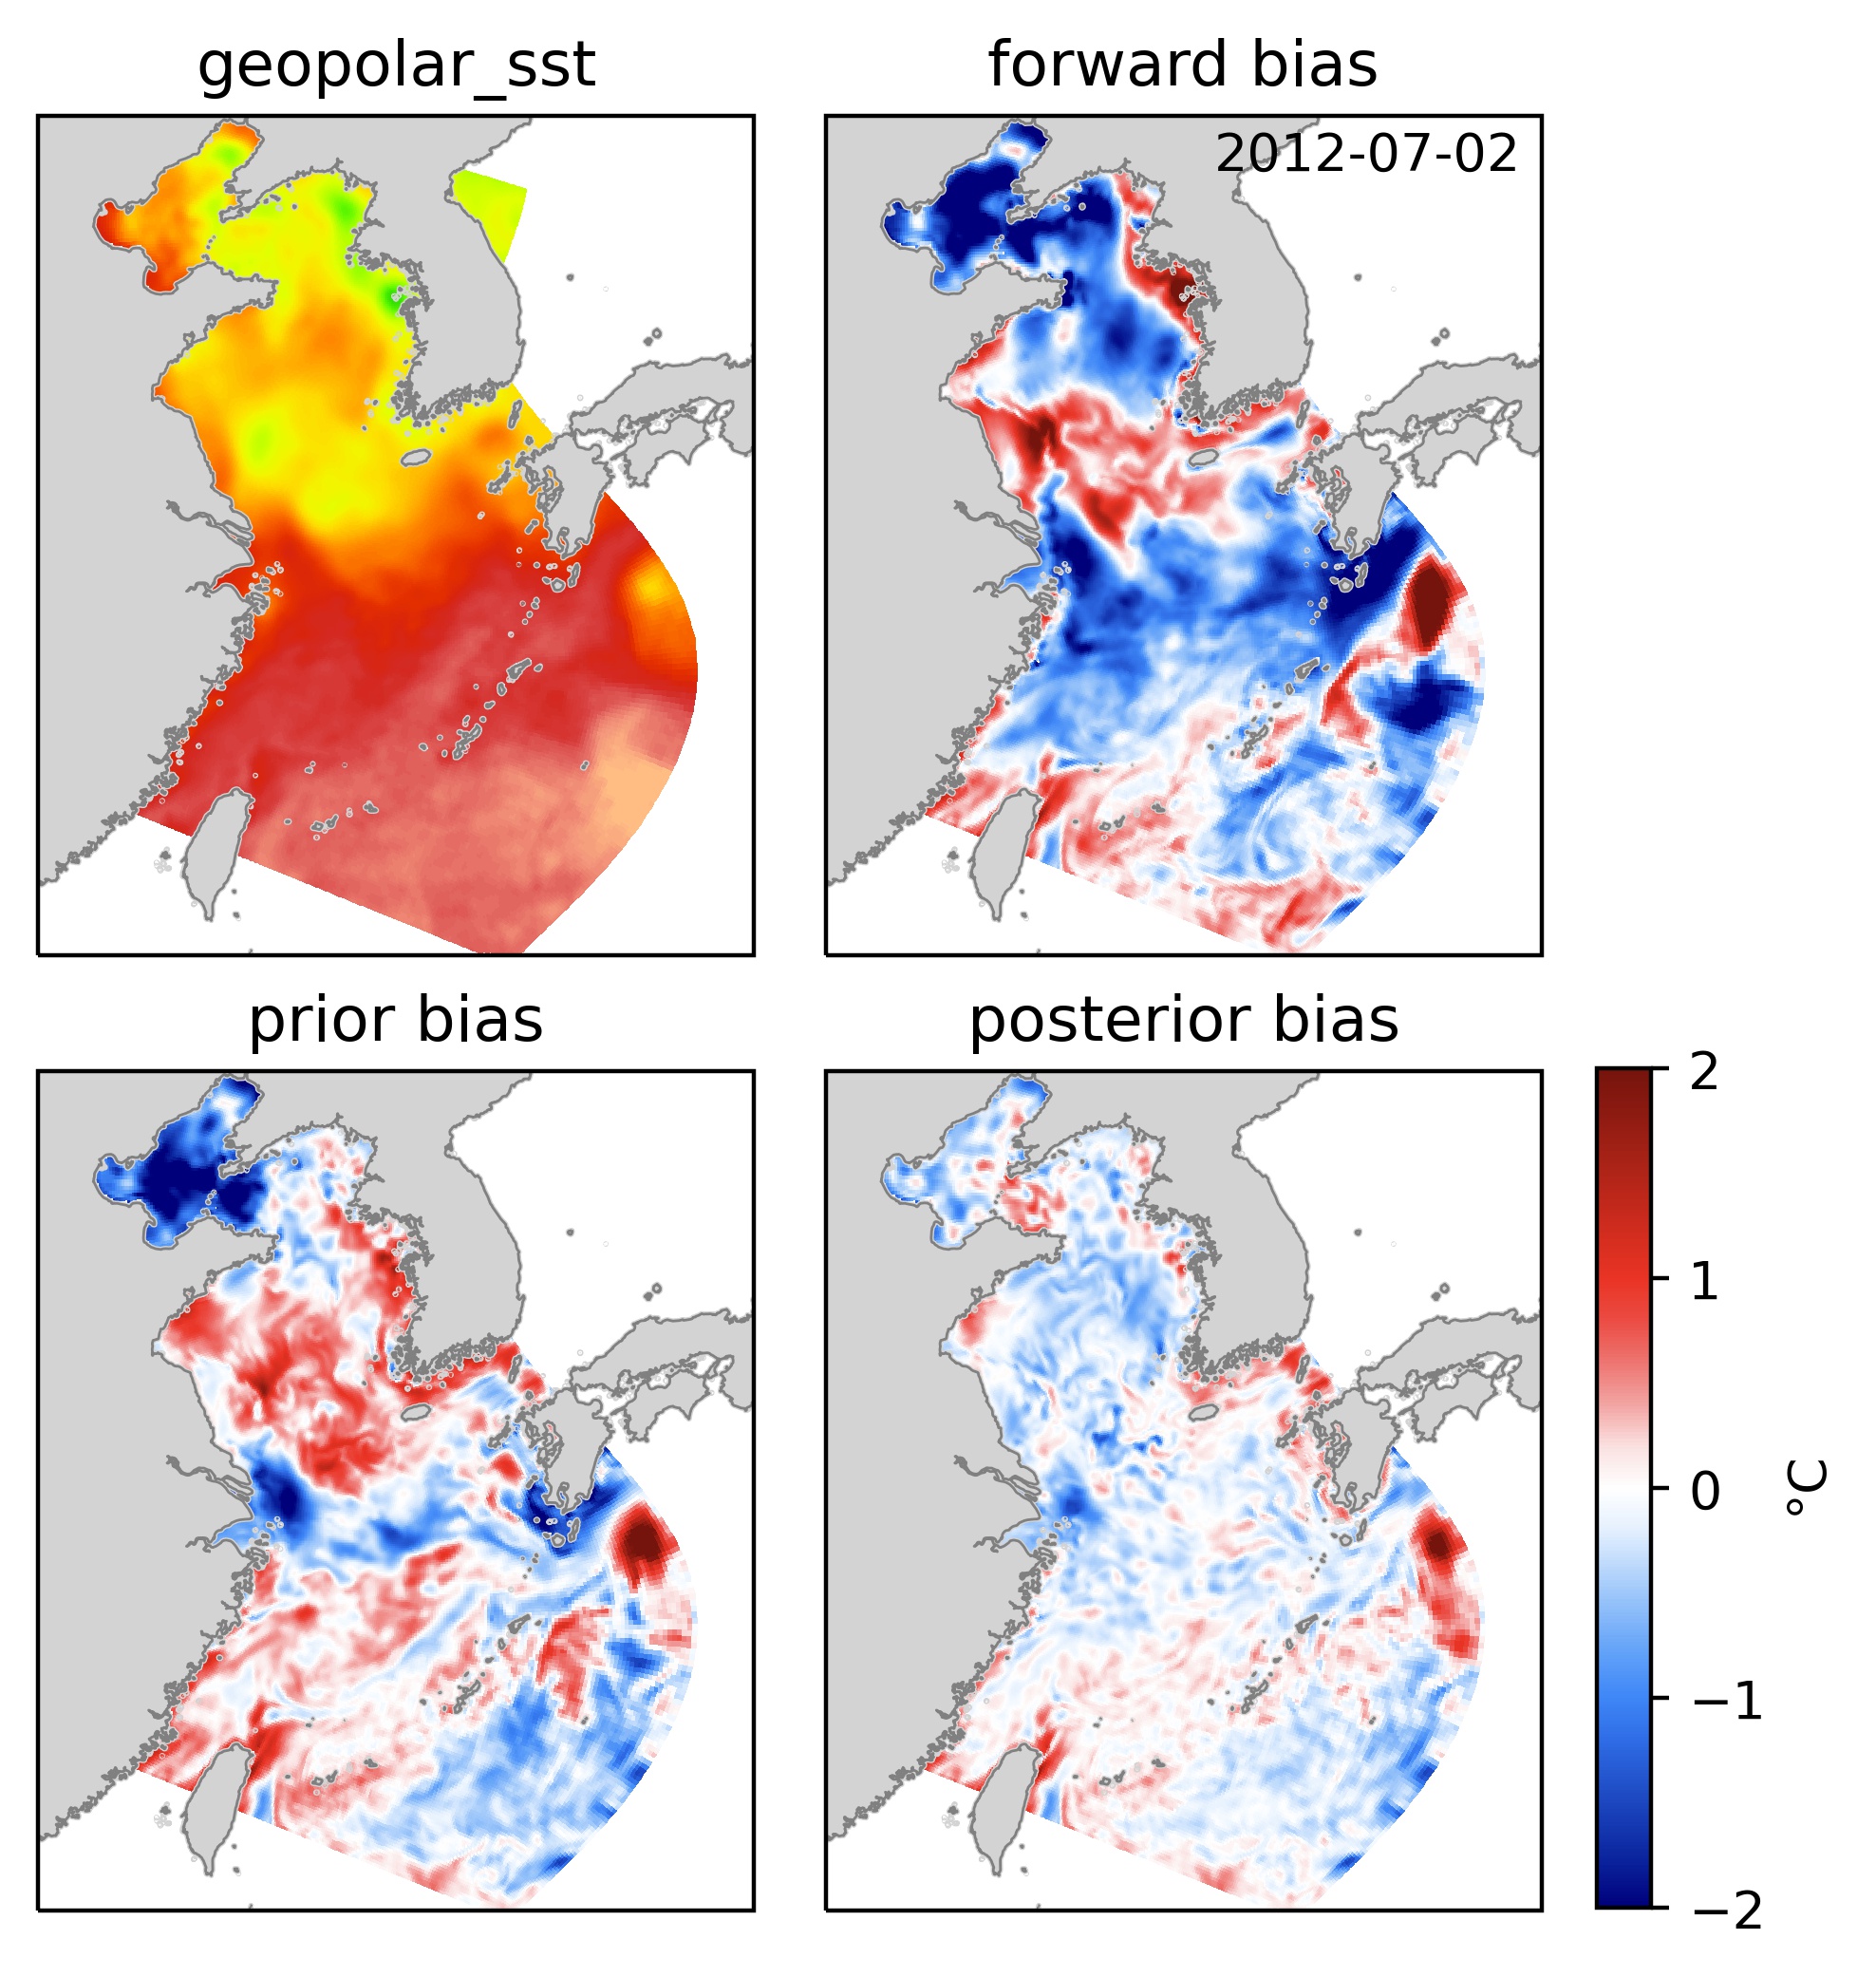 geopolar_sst
forward bias
2012-07-02
prior bias
posterior bias
2
1
0
−1
−2
°C